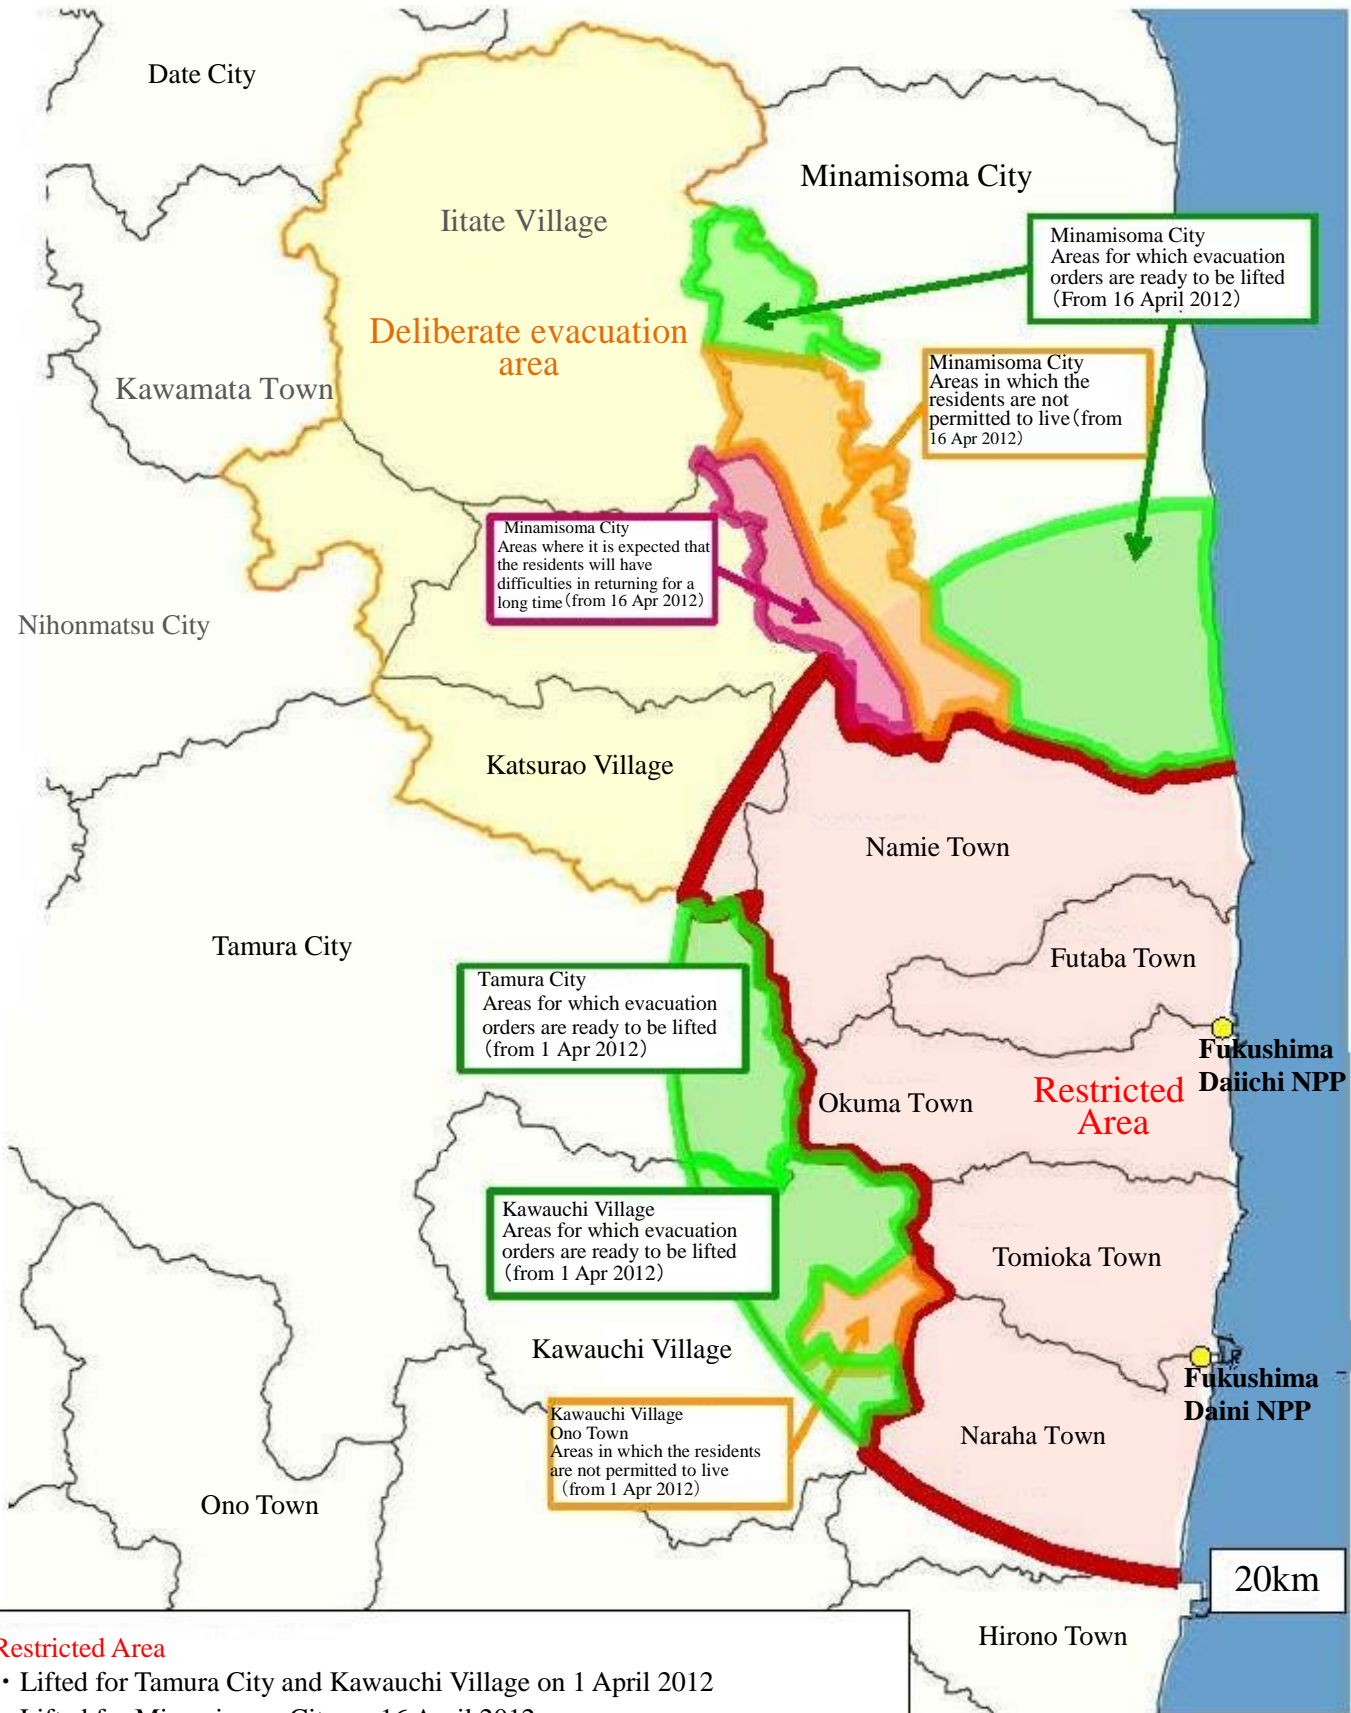 Date City
Minamisoma City
Iitate Village
Minamisoma City
Areas for which evacuation
orders are ready to be lifted
(From 16 April 2012)
Deliberate evacuation
area
Minamisoma City
Areas in which the
residents are not
permitted to live(from
16 Apr 2012)
Kawamata Town
Minamisoma City
Areas where it is expected that
the residents will have
difficulties in returning for a
long time(from 16 Apr 2012)
Nihonmatsu City
Katsurao Village
Namie Town
Tamura City
Futaba Town
Tamura City
Areas for which evacuation
orders are ready to be lifted
(from 1 Apr 2012)
Fukushima
Daiichi NPP
Okuma Town
Restricted
Area
Kawauchi Village
Areas for which evacuation
orders are ready to be lifted
(from 1 Apr 2012)
Tomioka Town
Kawauchi Village
Fukushima
Daini NPP
Kawauchi Village
Ono Town
Areas in which the residents
are not permitted to live
(from 1 Apr 2012)
Naraha Town
Ono Town
20km
Hirono Town
Restricted Area
・Lifted for Tamura City and Kawauchi Village on 1 April 2012